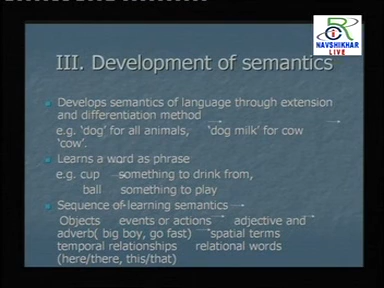 NAVSHIKHAR
LIVE
III. Development of semantics
Develops semantics of language through extension
and differentiation method
e.g. 'dog' for all animals, 'dog milk' for cow
'cow'.
Learns a word as phrase
e.g. cup something to drink from,
ball something to play
Sequence of learning semantics
Objects events or actions adjective and
adverb( big boy, go fast) spatial terms
temporal relationships relational words
(here/there, this/that)